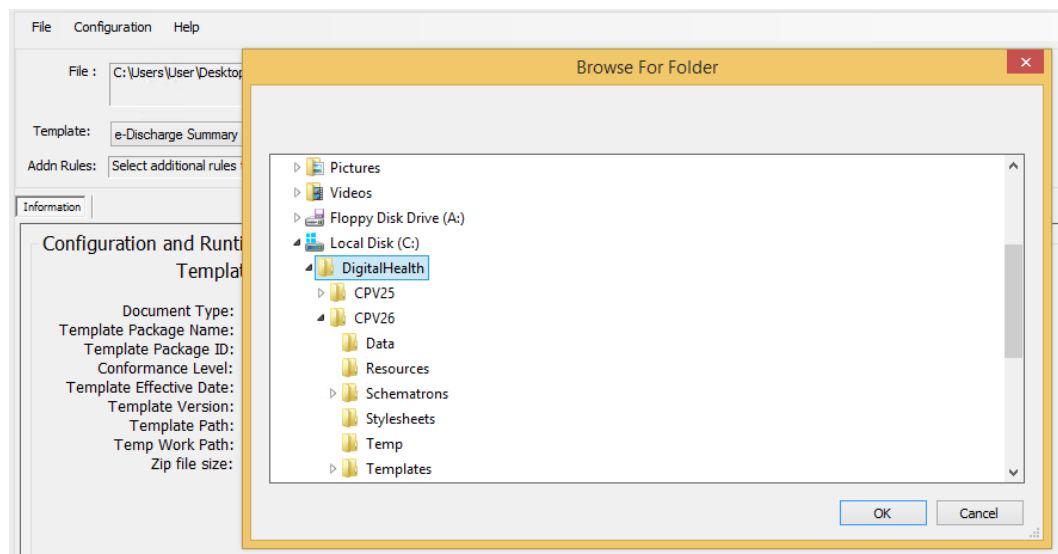 File Configuration Help
File : C:\Users\User\Desktop
Template: e-Discharge Summary
Addn Rules: Select additional rules
Information
Configuration and Runti
Templat
Document Type:
Template Package Name:
Template Package ID:
Conformance Level:
Template Effective Date:
Template Version:
Template Path:
Temp Work Path:
Zip file size:
Browse For Folder
Pictures
Videos
Floppy Disk Drive (A:)
Local Disk (C:)
DigitalHealth
CPV25
CPV26
Data
Resources
Schematrons
Stylesheets
Temp
Templates
OK Cancel